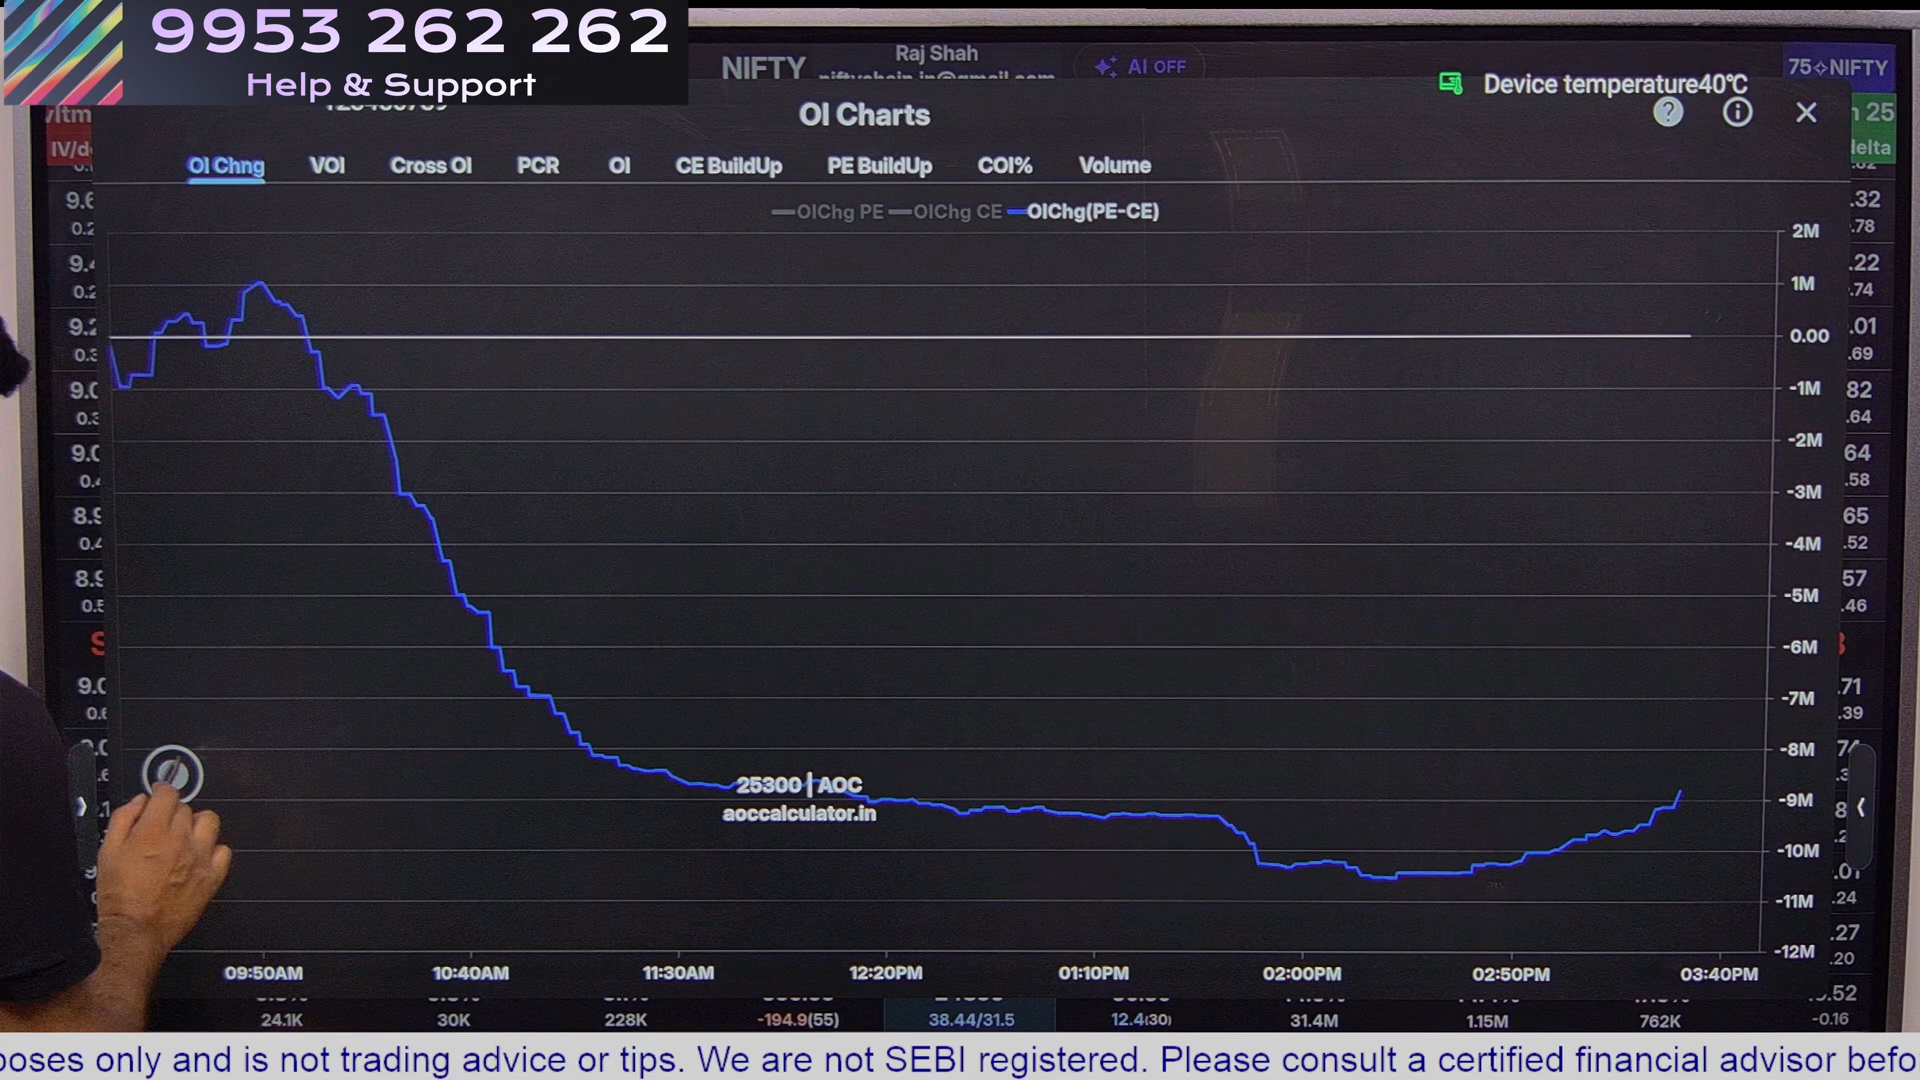 9953 262 262
Help & Support
NIFTY
Raj Shah
AI OFF
75✧NIFTY
Device temperature40℃
OI Charts
OI Chng VOI Cross OI PCR OI CE BuildUp PE BuildUp COI% Volume
OIChg PE OIChg CE OIChg(PE-CE)
2M
1M
0.00
-1M
-2M
-3M
-4M
-5M
-6M
-7M
-8M
-9M
-10M
-11M
-12M
25300 | AOC
aoccalculator.in
09:50AM 10:40AM 11:30AM 12:20PM 01:10PM 02:00PM 02:50PM 03:40PM
24.1K 30K 228K -194.9(55) 38.44/31.5 12.4(30) 31.4M 1.15M 762K -0.16
only and is not trading advice or tips. We are not SEBI registered. Please consult a certified financial advisor